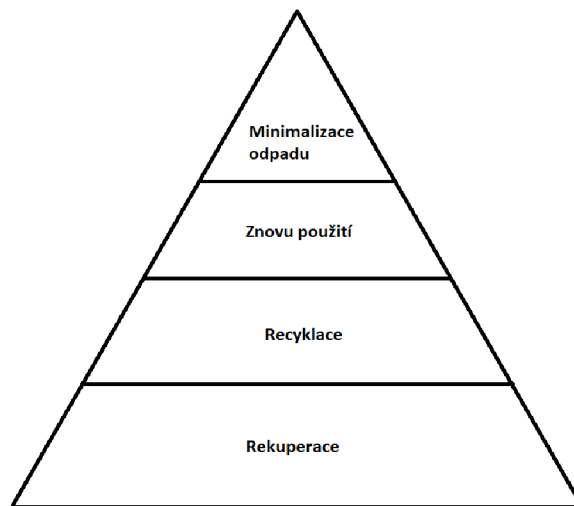 Minimalizace
odpadu
Znovu použití
Recyklace
Rekuperace